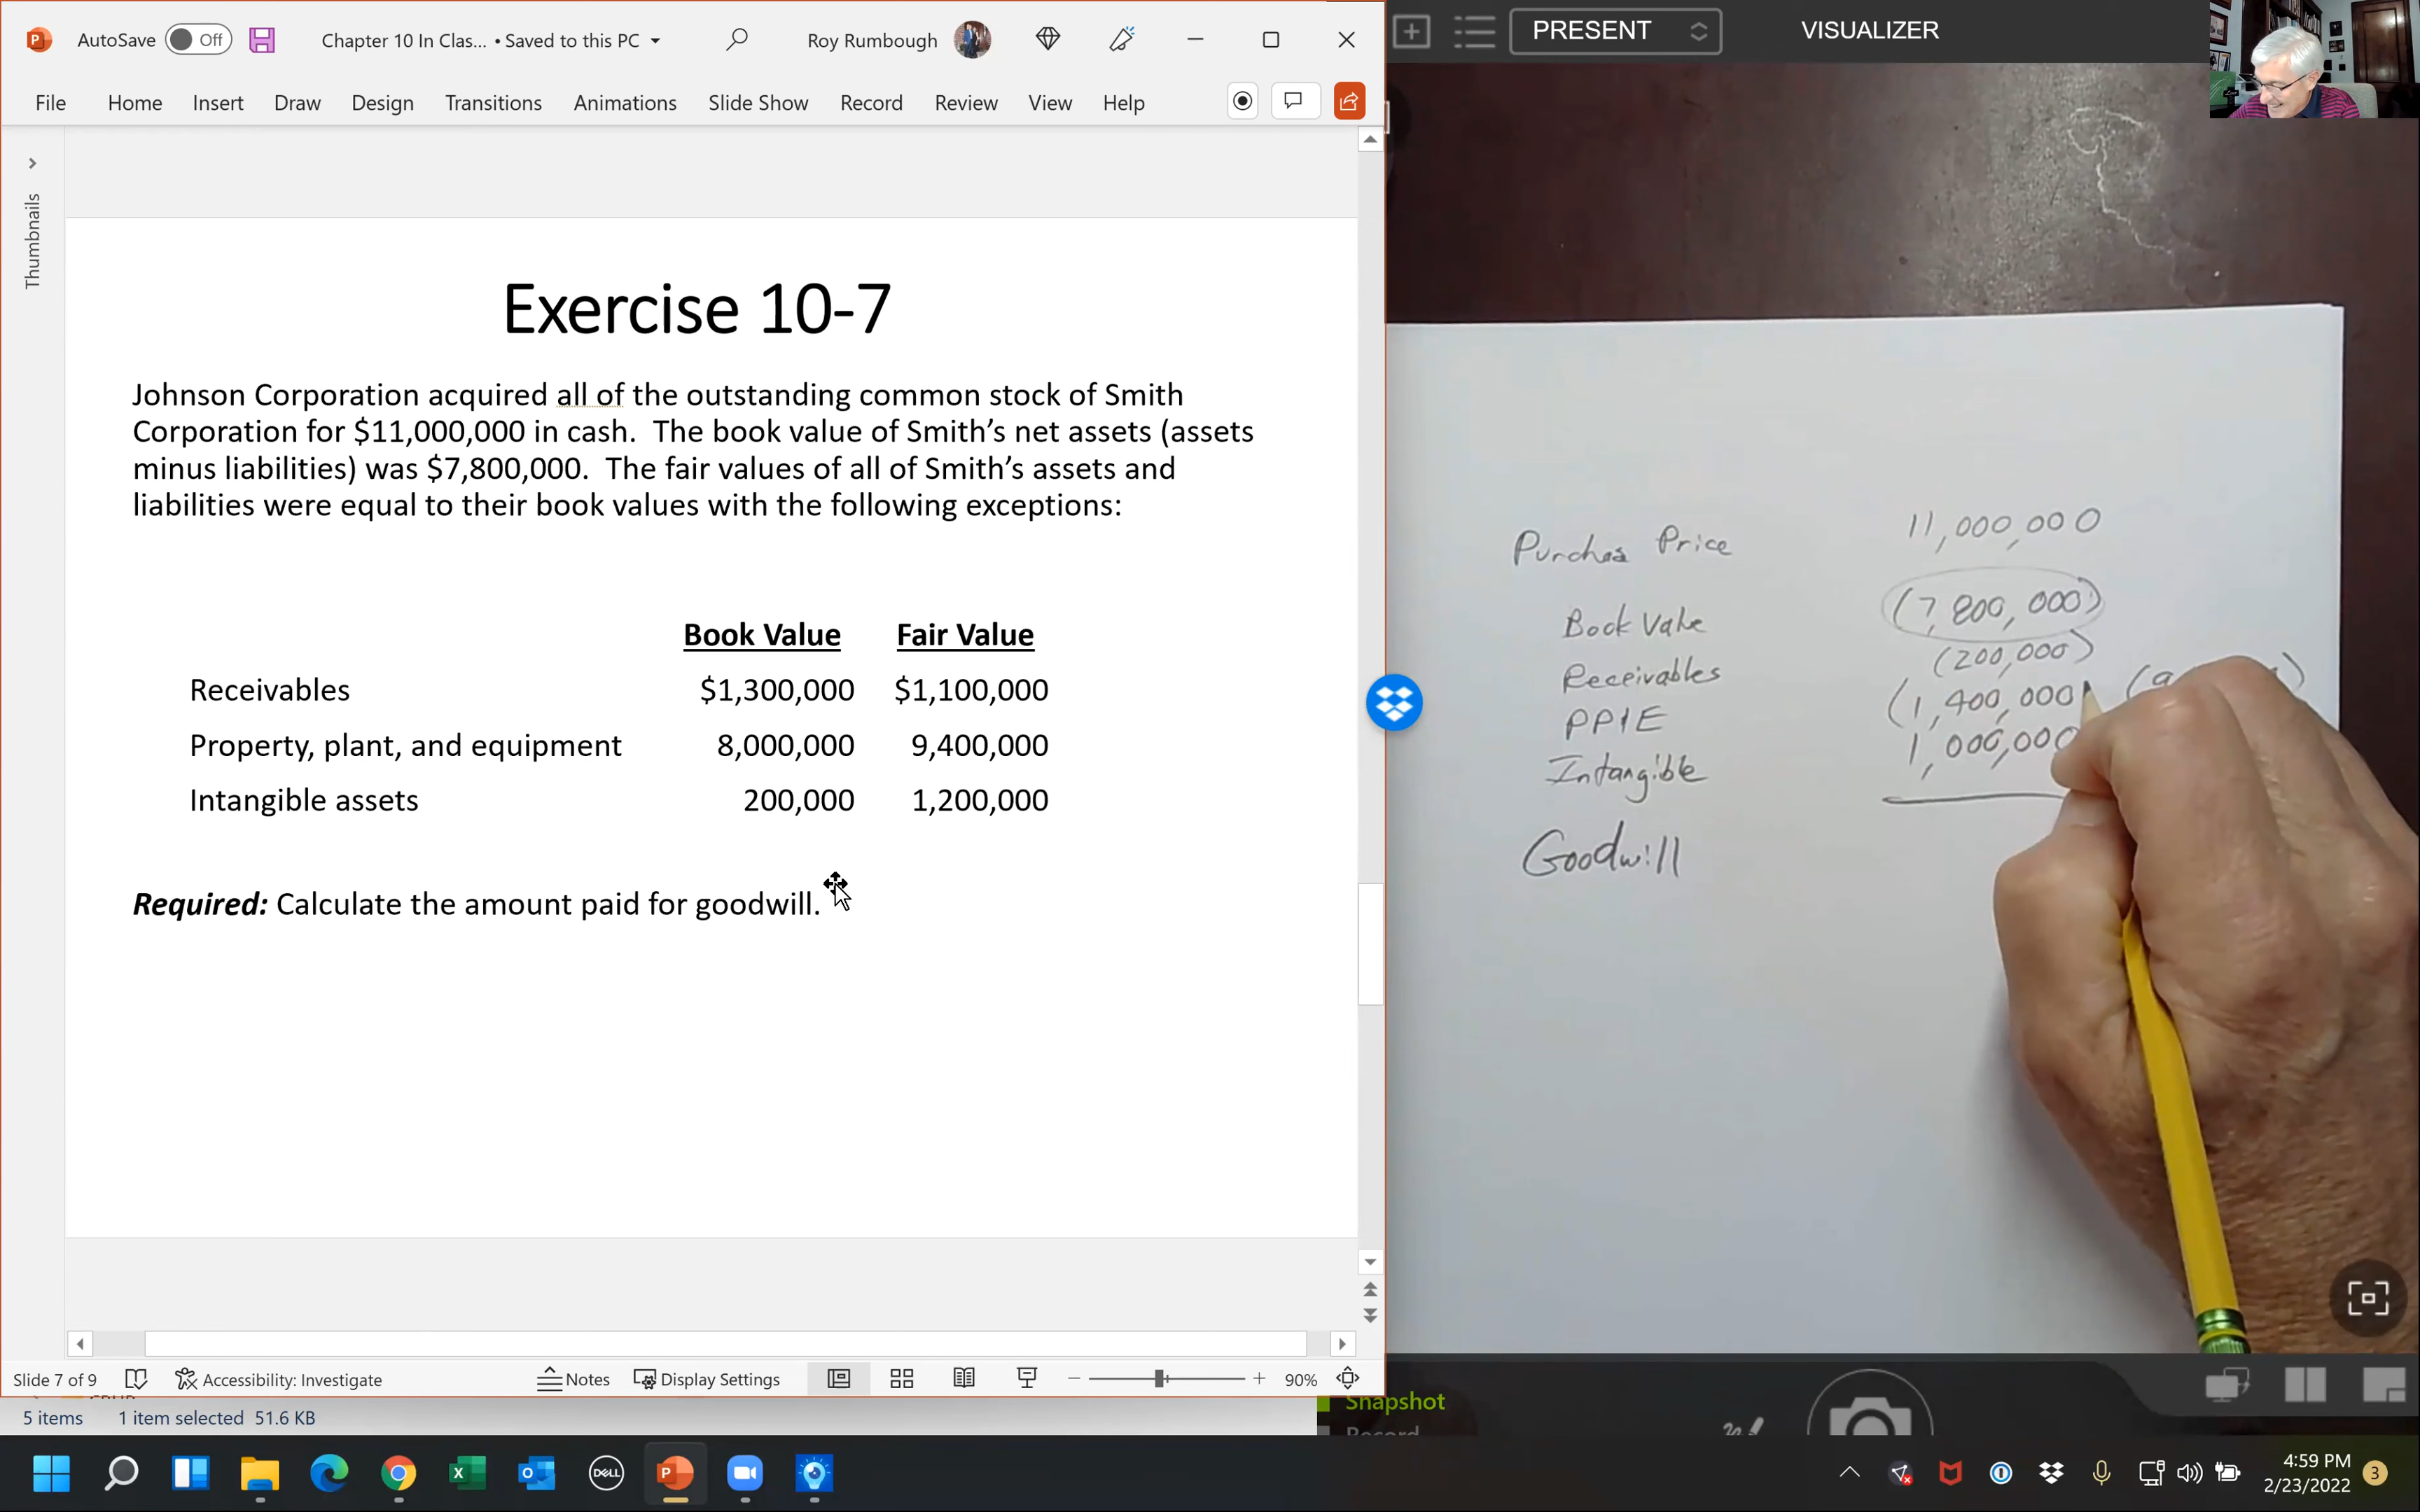 AutoSave Off Chapter 10 In Clas... • Saved to this PC Roy Rumbough
File Home Insert Draw Design Transitions Animations Slide Show Record Review View Help
Thumbnails
Exercise 10-7
Johnson Corporation acquired all of the outstanding common stock of Smith
Corporation for $11,000,000 in cash. The book value of Smith’s net assets (assets
minus liabilities) was $7,800,000. The fair values of all of Smith’s assets and
liabilities were equal to their book values with the following exceptions:
Book Value Fair Value
Receivables $1,300,000 $1,100,000
Property, plant, and equipment 8,000,000 9,400,000
Intangible assets 200,000 1,200,000
Required: Calculate the amount paid for goodwill.
Slide 7 of 9 Accessibility: Investigate Notes Display Settings 90%
5 items 1 item selected 51.6 KB
PRESENT VISUALIZER
Purchas Price 11,000,000
Book Value (7,800,000)
Receivables (200,000)
PP&E (1,400,000
Intangible 1,000,000
Goodwill
Snapshot
Record
DELL
4:59 PM
2/23/2022 3